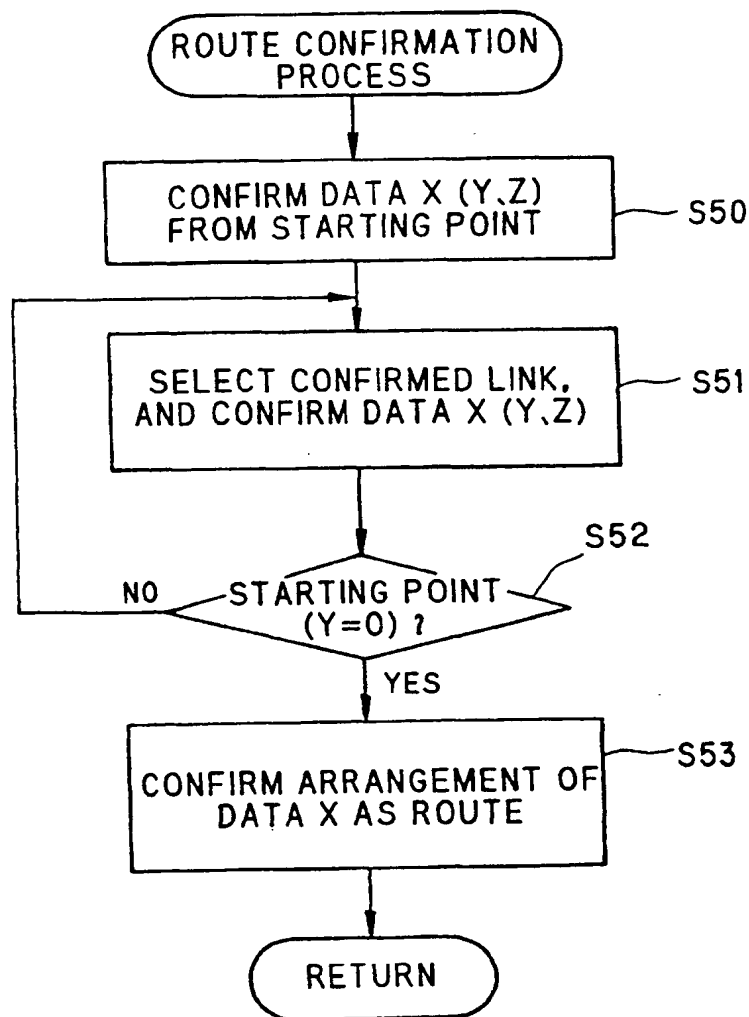 ROUTE CONFIRMATION
PROCESS
CONFIRM DATA X (Y、Z)
FROM STARTING POINT
S50
SELECT CONFIRMED LINK,
AND CONFIRM DATA X (Y、Z)
S51
S52
NO
STARTING POINT
(Y=0) ?
YES
S53
CONFIRM ARRANGEMENT OF
DATA X AS ROUTE
RETURN